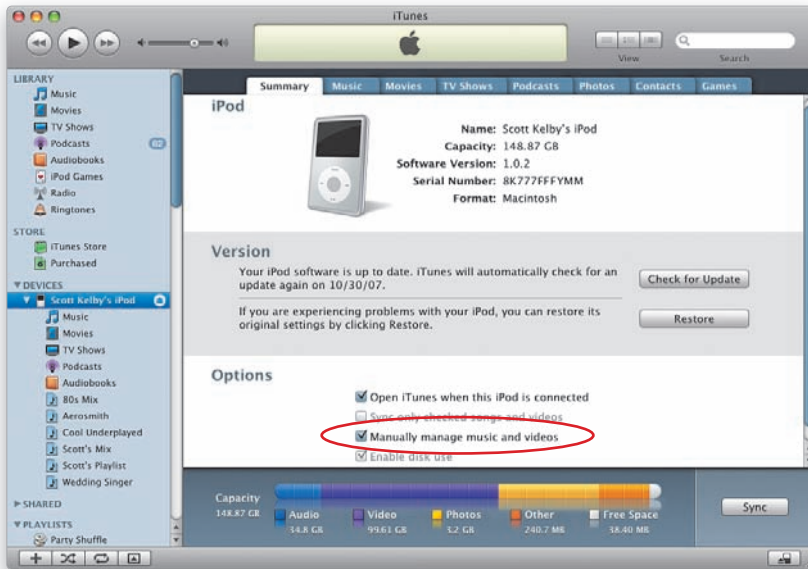 iTunes
View
Search
LIBRARY
Music
Movies
TV Shows
Podcasts
Audiobooks
iPod Games
Radio
Ringtones
STORE
iTunes Store
Purchased
DEVICES
Scott Kelby's iPod
Music
Movies
TV Shows
Podcasts
Audiobooks
80s Mix
Aerosmith
Cool Underplayed
Scott's Mix
Scott's Playlist
Wedding Singer
SHARED
PLAYLISTS
Party Shuffle
Summary Music Movies TV Shows Podcasts Photos Contacts Games
iPod
Name: Scott Kelby's iPod
Capacity: 148.87 GB
Software Version: 1.0.2
Serial Number: 8K777FFFYMM
Format: Macintosh
Version
Your iPod software is up to date. iTunes will automatically check for an
update again on 10/30/07.
Check for Update
If you are experiencing problems with your iPod, you can restore its
original settings by clicking Restore.
Restore
Options
Open iTunes when this iPod is connected
Sync only checked songs and videos
Manually manage music and videos
Enable disk use
Capacity
148.87 GB
Audio
34.8 GB
Video
99.61 GB
Photos
3.2 GB
Other
240.7 MB
Free Space
38.40 MB
Sync